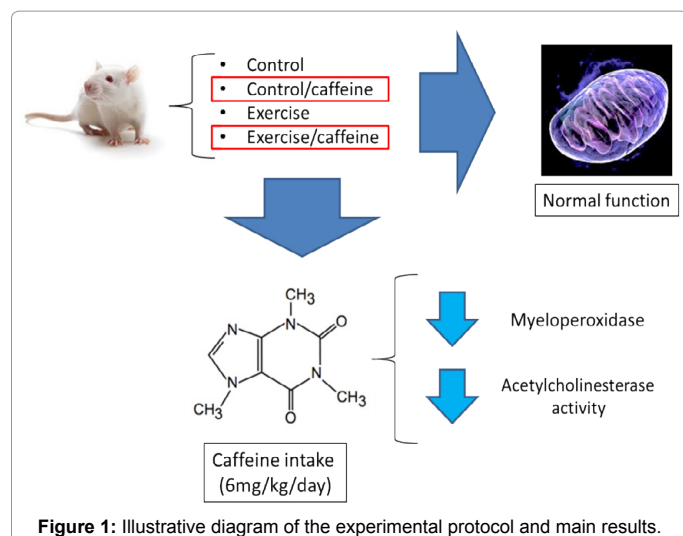 • Control
• Control/caffeine
• Exercise
• Exercise/caffeine
Normal function
CH3
N
N
O
N
N
CH3
CH3
O
Myeloperoxidase
Acetylcholinesterase
activity
Caffeine intake
(6mg/kg/day)
Figure 1: Illustrative diagram of the experimental protocol and main results.